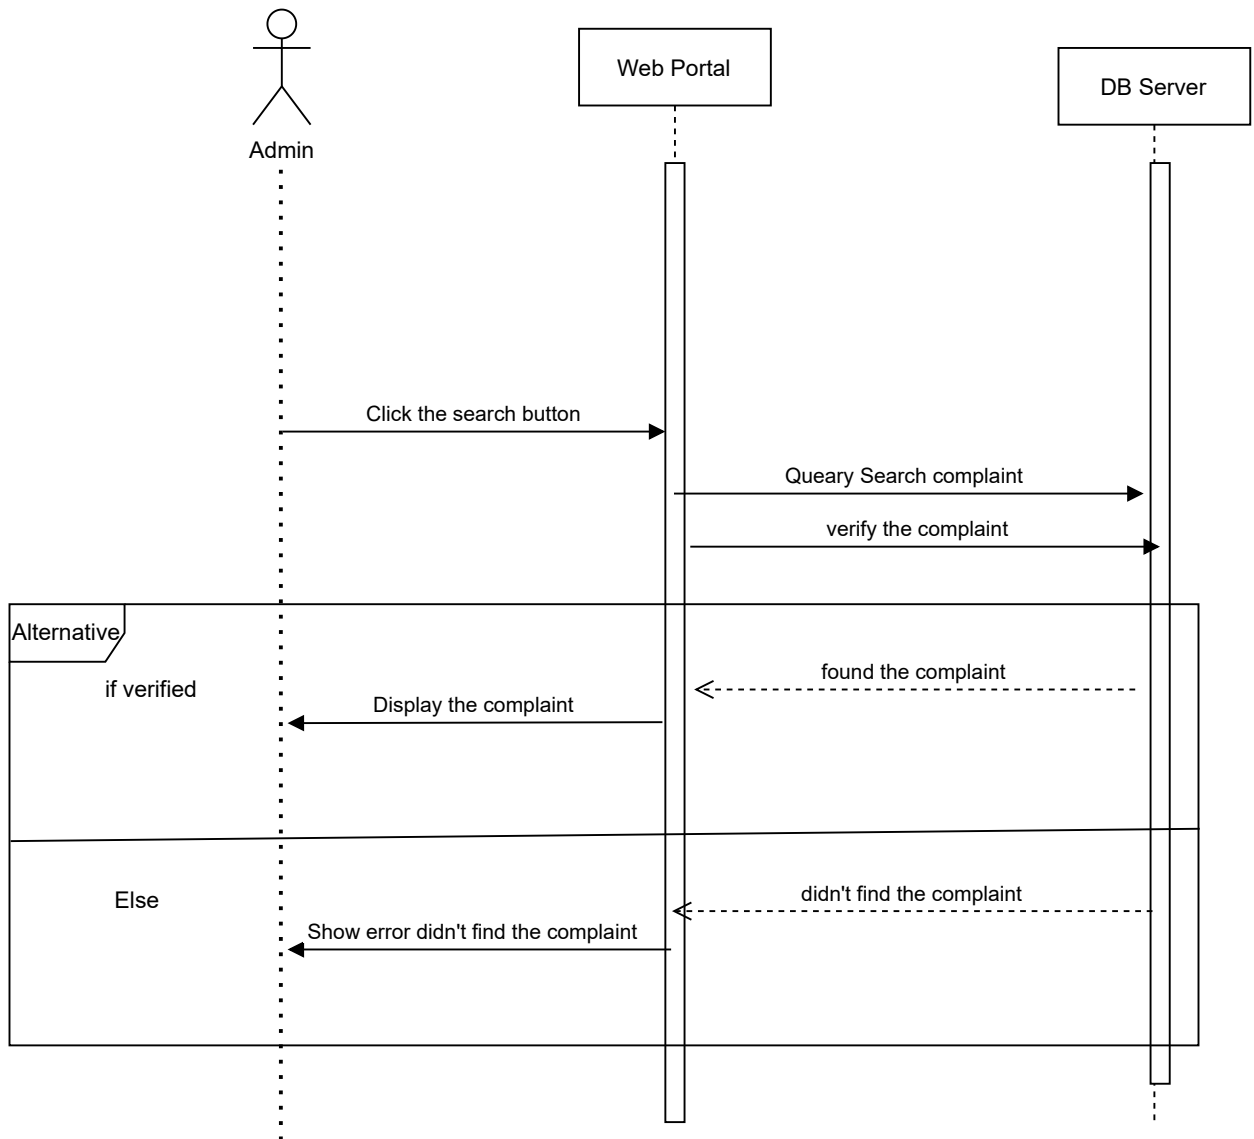 Web Portal
DB Server
Admin
Click the search button
Queary Search complaint
verify the complaint
Alternative
found the complaint
if verified
Display the complaint
didn't find the complaint
Else
Show error didn't find the complaint